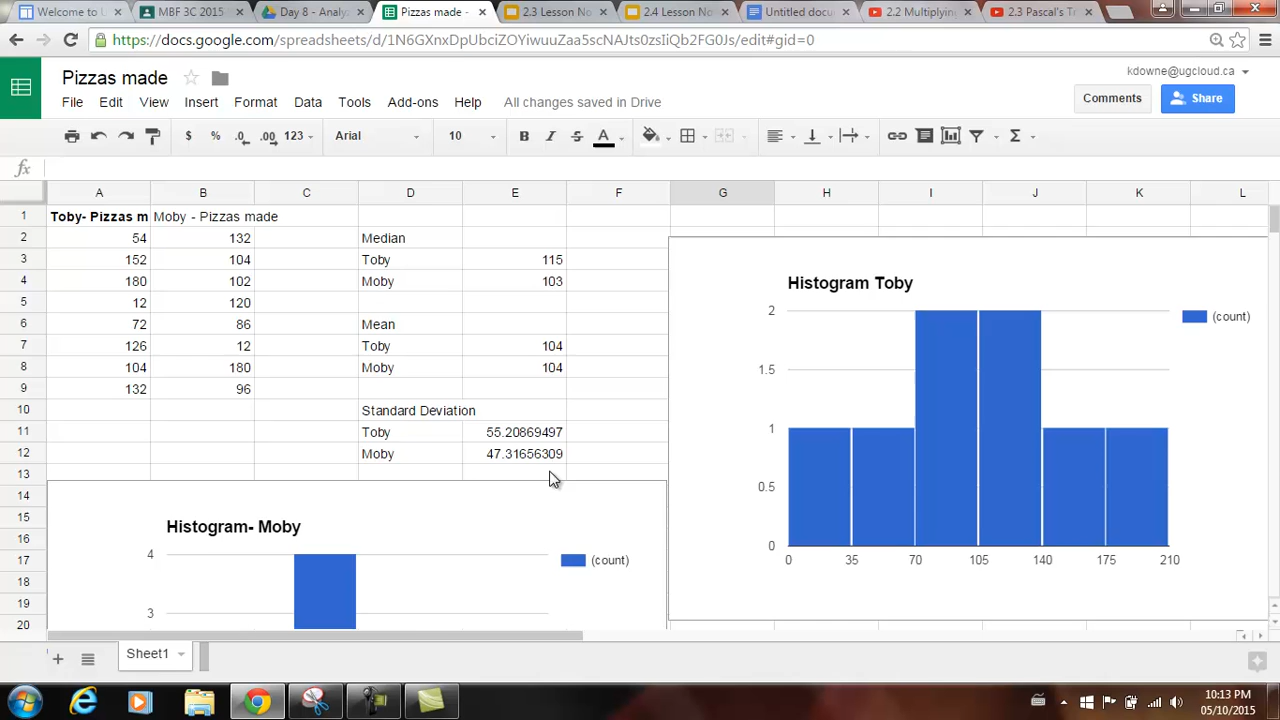 Welcome to L
MBF 3C 2015
Day 8 - Analy
Pizzas made -
2.3 Lesson No
2.4 Lesson No
Untitled docu
2.2 Multiplyin
2.3 Pascal's T
https://docs.google.com/spreadsheets/d/1N6GXnxDpUbciZOYiwuuZaa5scNAJts0zsIiQb2FG0Js/edit#gid=0
Pizzas made
kdowne@ugcloud.ca
File Edit View Insert Format Data Tools Add-ons Help All changes saved in Drive
Comments
Share
$ % .0 .00 123 Arial 10 B I S A Σ
fx
A B C D E F G H I J K L
1 Toby- Pizzas m Moby - Pizzas made
2 54 132 Median
3 152 104 Toby 115
4 180 102 Moby 103
5 12 120
6 72 86 Mean
7 126 12 Toby 104
8 104 180 Moby 104
9 132 96
10 Standard Deviation
11 Toby 55.20869497
12 Moby 47.31656309
13
14
15
16
17
18
19
20
Histogram Toby
(count)
2
1.5
1
0.5
0
0 35 70 105 140 175 210
Histogram- Moby
(count)
4
3
Sheet1
10:13 PM
05/10/2015